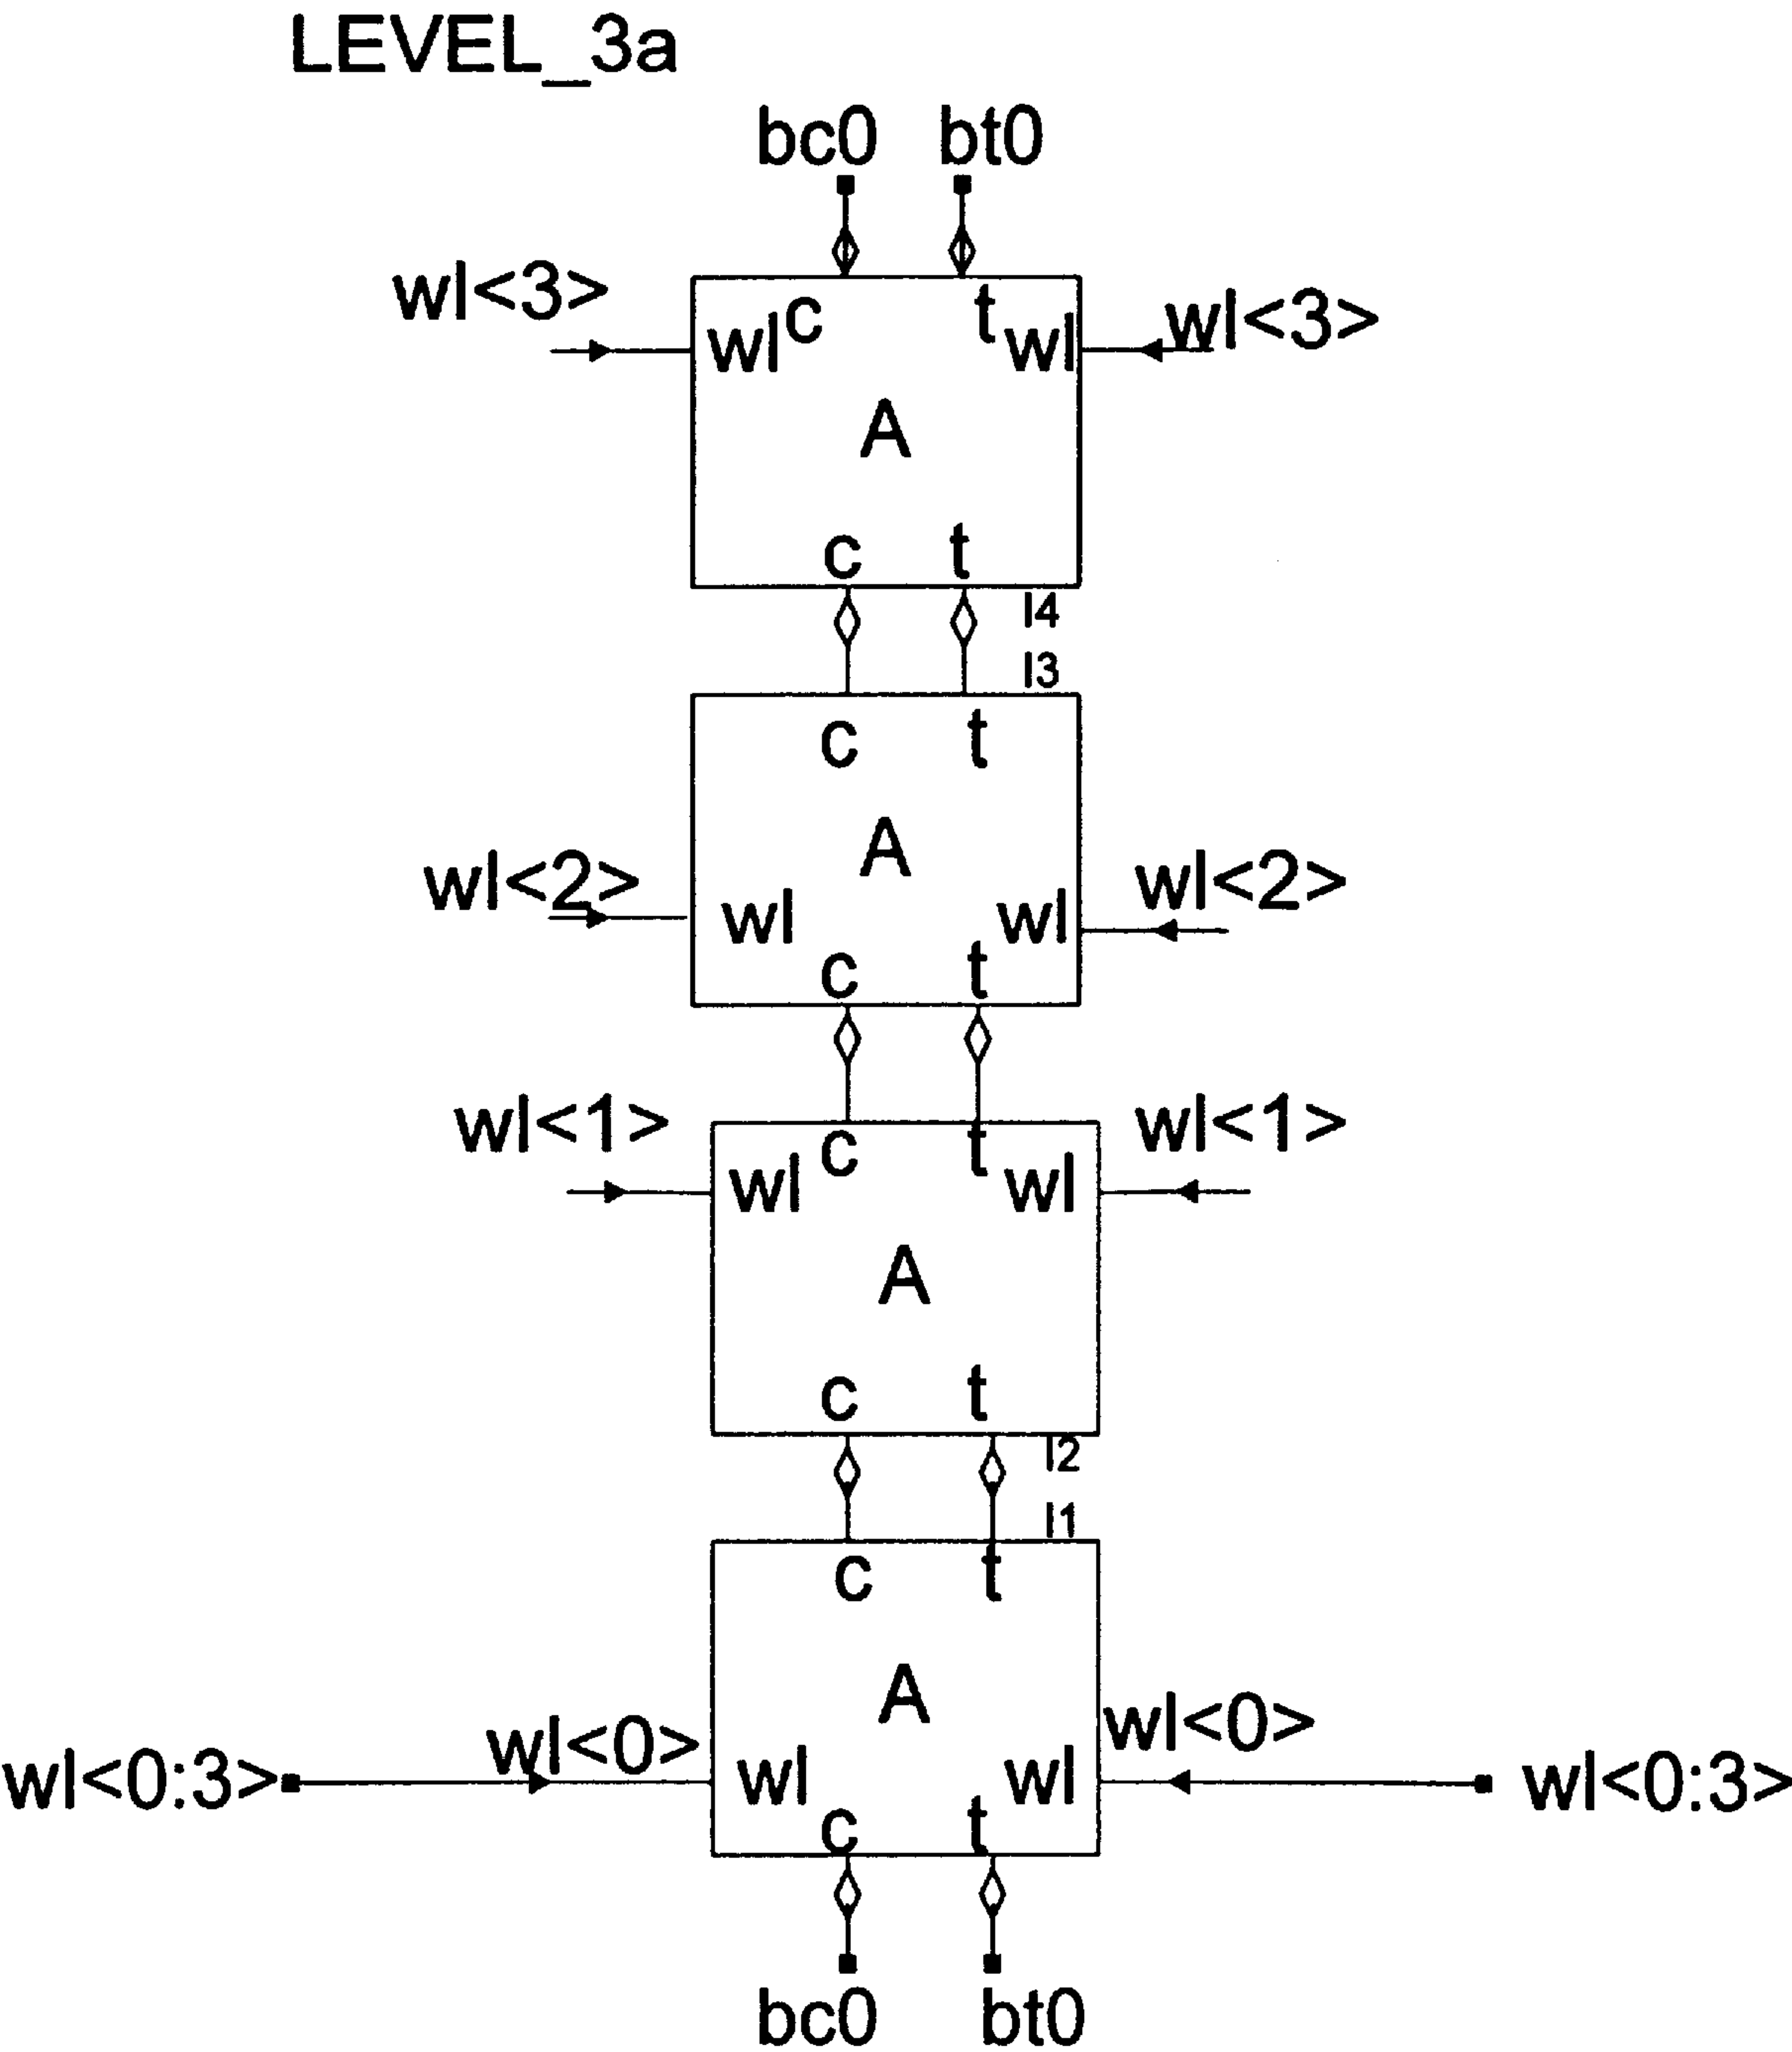 LEVEL_3a
bc0 bt0
wl<3> wl<3>
wl c t wl
A
c t
I4
I3
c t
A
wl<2> wl<2>
wl wl
c t
wl<1> wl<1>
wl c t wl
A
c t
I2
I1
c t
A
wl<0> wl<0>
wl<0:3> wl wl wl<0:3>
c t
bc0 bt0